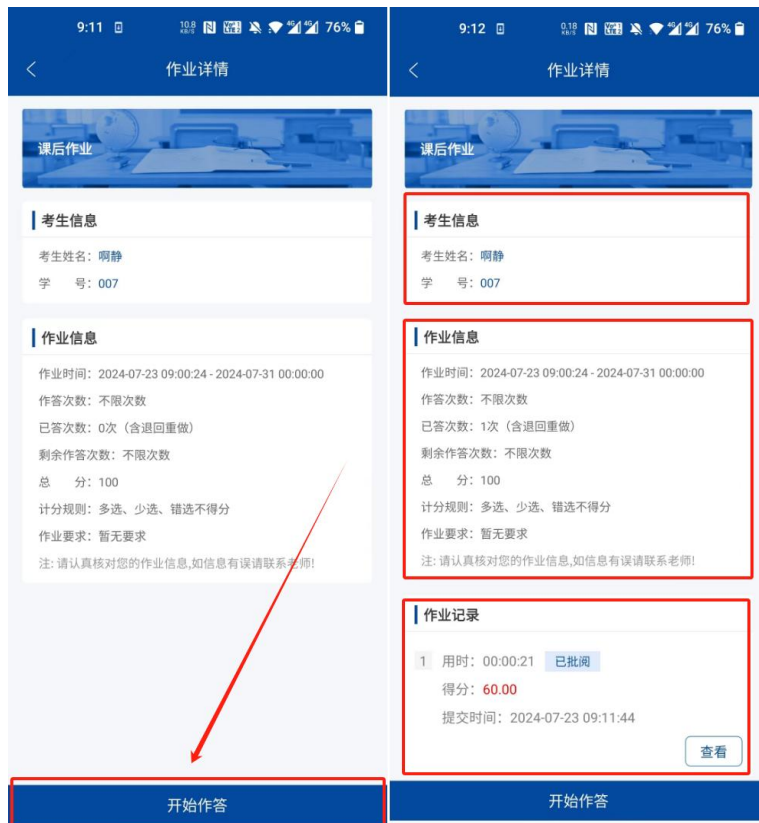 9:11 10.8 KB/S 4G 4G 76%
作业详情
课后作业
考生信息
考生姓名：啊静
学 号：007
作业信息
作业时间：2024-07-23 09:00:24 - 2024-07-31 00:00:00
作答次数：不限次数
已答次数：0次（含退回重做）
剩余作答次数：不限次数
总 分：100
计分规则：多选、少选、错选不得分
作业要求：暂无要求
注: 请认真核对您的作业信息,如信息有误请联系老师!
开始作答
9:12 0.18 KB/S 4G 4G 76%
作业详情
课后作业
考生信息
考生姓名：啊静
学 号：007
作业信息
作业时间：2024-07-23 09:00:24 - 2024-07-31 00:00:00
作答次数：不限次数
已答次数：1次（含退回重做）
剩余作答次数：不限次数
总 分：100
计分规则：多选、少选、错选不得分
作业要求：暂无要求
注: 请认真核对您的作业信息,如信息有误请联系老师!
作业记录
1 用时：00:00:21 已批阅
得分：60.00
提交时间：2024-07-23 09:11:44
查看
开始作答